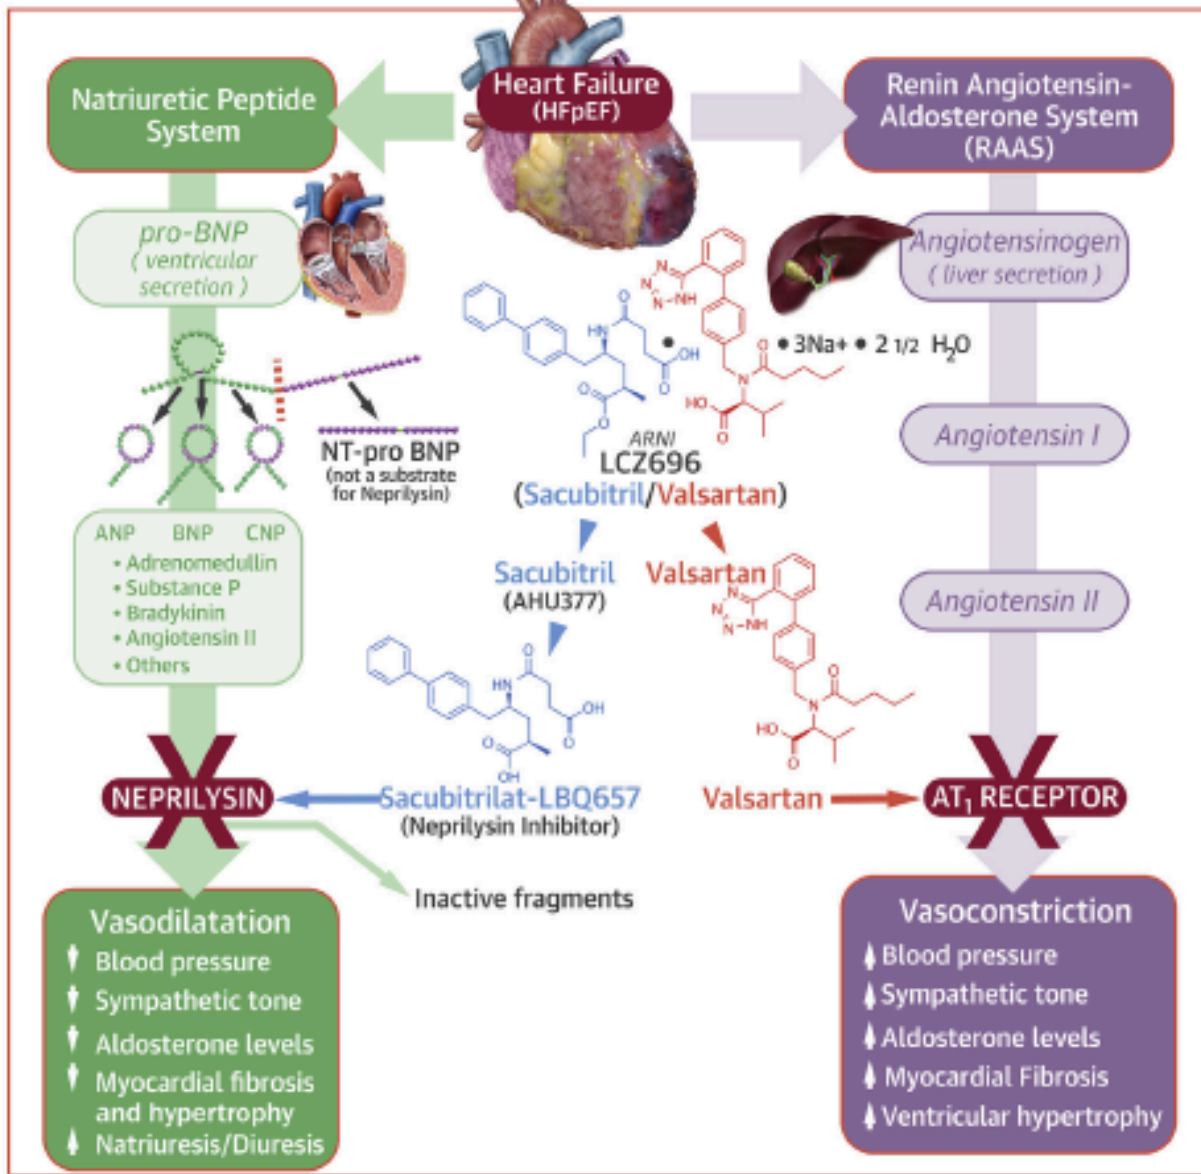 Heart Failure
(HFpEF)
Natriuretic Peptide
System
Renin Angiotensin-
Aldosterone System
(RAAS)
pro-BNP
( ventricular
secretion )
Angiotensinogen
( liver secretion )
NT-pro BNP
(not a substrate
for Neprilysin)
N
N
N
NH
HN
O
O
OH
O
O
O
N
HO
O
• 3Na+ • 2 1/2 H2O
ARNI
LCZ696
(Sacubitril/Valsartan)
Angiotensin I
ANP BNP CNP
• Adrenomedullin
• Substance P
• Bradykinin
• Angiotensin II
• Others
Sacubitril
(AHU377)
Valsartan
N
N
N
NH
O
N
HO
O
Angiotensin II
O
HN
OH
O
O
OH
NEPRILYSIN
Sacubitrilat-LBQ657
(Neprilysin Inhibitor)
Valsartan
AT1 RECEPTOR
Inactive fragments
Vasodilatation
Blood pressure
Sympathetic tone
Aldosterone levels
Myocardial fibrosis
and hypertrophy
Natriuresis/Diuresis
Vasoconstriction
Blood pressure
Sympathetic tone
Aldosterone levels
Myocardial Fibrosis
Ventricular hypertrophy